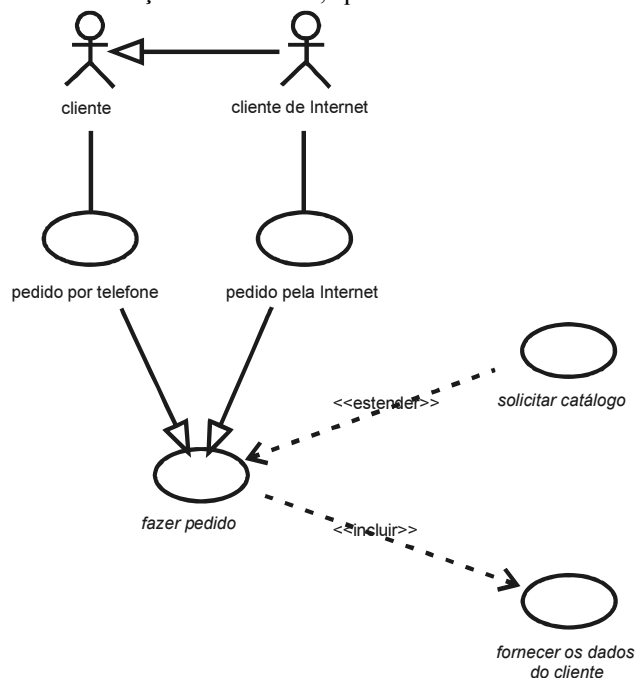 cliente
cliente de Internet
pedido por telefone
pedido pela Internet
<<estender>>
solicitar catálogo
fazer pedido
<<incluir>>
fornecer os dados
do cliente